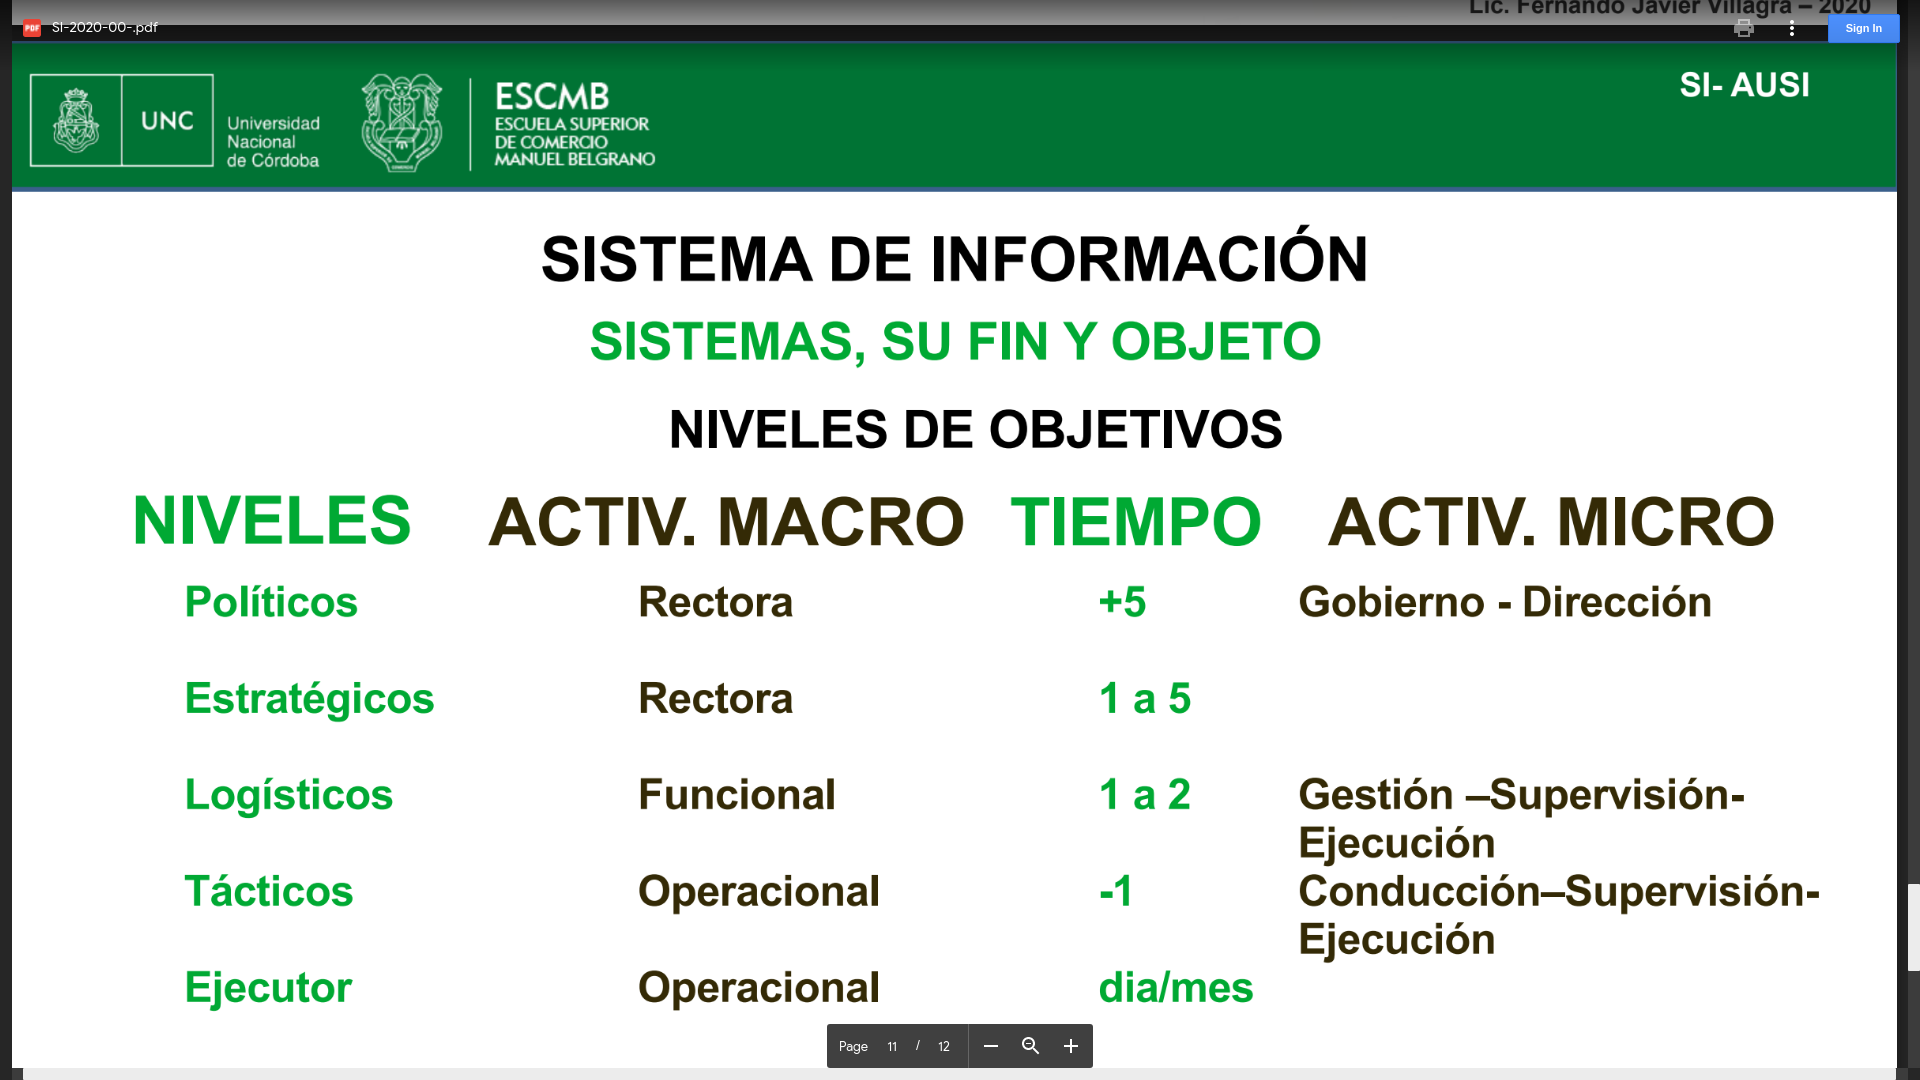 Lic. Fernando Javier Villagra – 2020
PDF SI-2020-00-.pdf
Sign In
SI- AUSI
UNC
Universidad
Nacional
de Córdoba
ESCMB
ESCUELA SUPERIOR
DE COMERCIO
MANUEL BELGRANO
SISTEMA DE INFORMACIÓN
SISTEMAS, SU FIN Y OBJETO
NIVELES DE OBJETIVOS
NIVELES ACTIV. MACRO TIEMPO ACTIV. MICRO
Políticos Rectora +5 Gobierno - Dirección
Estratégicos Rectora 1 a 5
Logísticos Funcional 1 a 2 Gestión –Supervisión-
Ejecución
Tácticos Operacional -1 Conducción–Supervisión-
Ejecución
Ejecutor Operacional dia/mes
Page 11 / 12